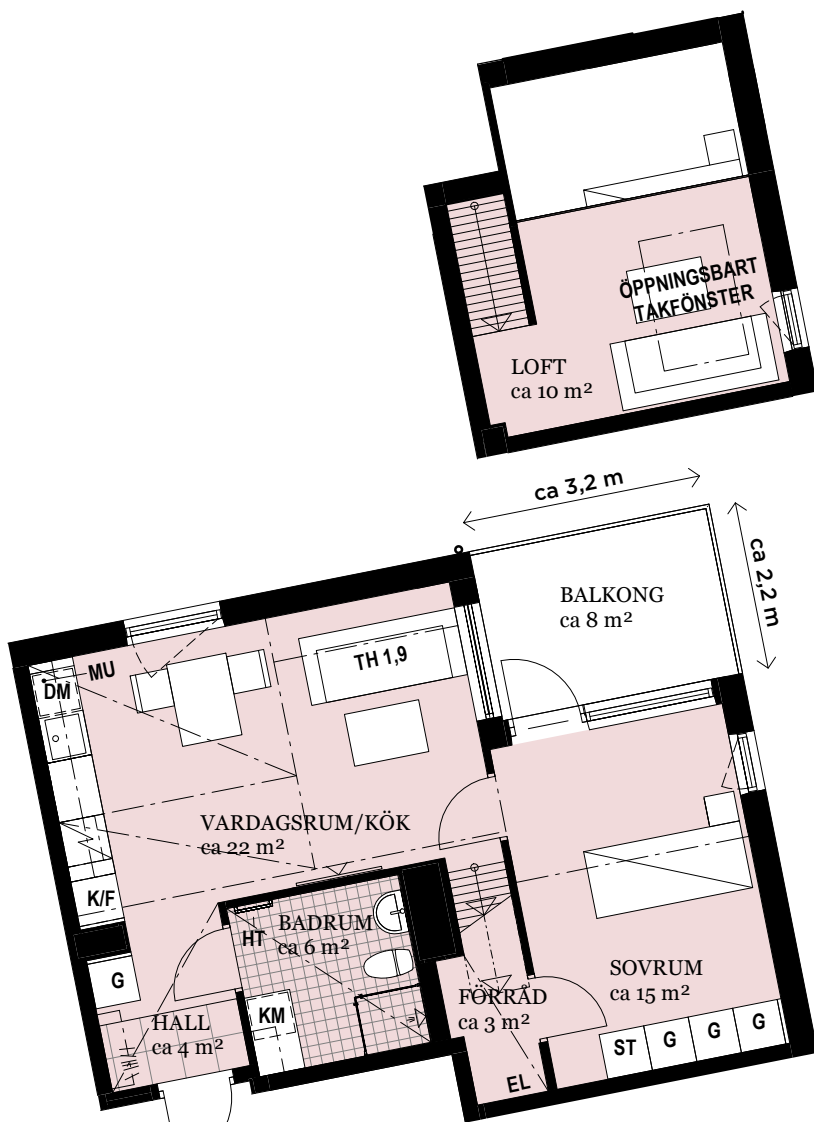 ÖPPNINGSBART
TAKFÖNSTER
LOFT
ca 10 m²
ca 3,2 m
ca 2,2 m
BALKONG
ca 8 m²
TH 1,9
MU
DM
VARDAGSRUM/KÖK
ca 22 m²
K/F
BADRUM
ca 6 m²
HT
G
SOVRUM
ca 15 m²
FÖRRÅD
ca 3 m²
KM
HALL
ca 4 m²
ST
G
G
G
EL